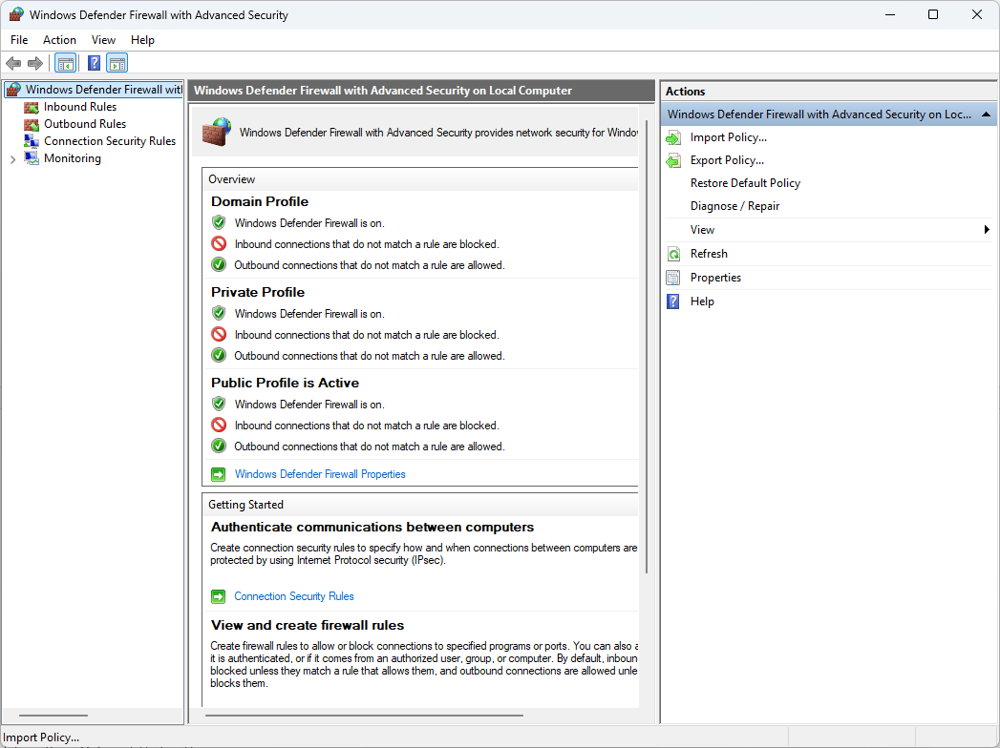 Windows Defender Firewall with Advanced Security
File Action View Help
Windows Defender Firewall wit
Inbound Rules
Outbound Rules
Connection Security Rules
Monitoring
Windows Defender Firewall with Advanced Security on Local Computer
Windows Defender Firewall with Advanced Security provides network security for Windo
Overview
Domain Profile
Windows Defender Firewall is on.
Inbound connections that do not match a rule are blocked.
Outbound connections that do not match a rule are allowed.
Private Profile
Windows Defender Firewall is on.
Inbound connections that do not match a rule are blocked.
Outbound connections that do not match a rule are allowed.
Public Profile is Active
Windows Defender Firewall is on.
Inbound connections that do not match a rule are blocked.
Outbound connections that do not match a rule are allowed.
Windows Defender Firewall Properties
Getting Started
Authenticate communications between computers
Create connection security rules to specify how and when connections between computers are
protected by using Internet Protocol security (IPsec).
Connection Security Rules
View and create firewall rules
Create firewall rules to allow or block connections to specified programs or ports. You can also a
it is authenticated, or if it comes from an authorized user, group, or computer. By default, inboun
blocked unless they match a rule that allows them, and outbound connections are allowed unle
blocks them.
Actions
Windows Defender Firewall with Advanced Security on Loc...
Import Policy...
Export Policy...
Restore Default Policy
Diagnose / Repair
View
Refresh
Properties
Help
Import Policy...